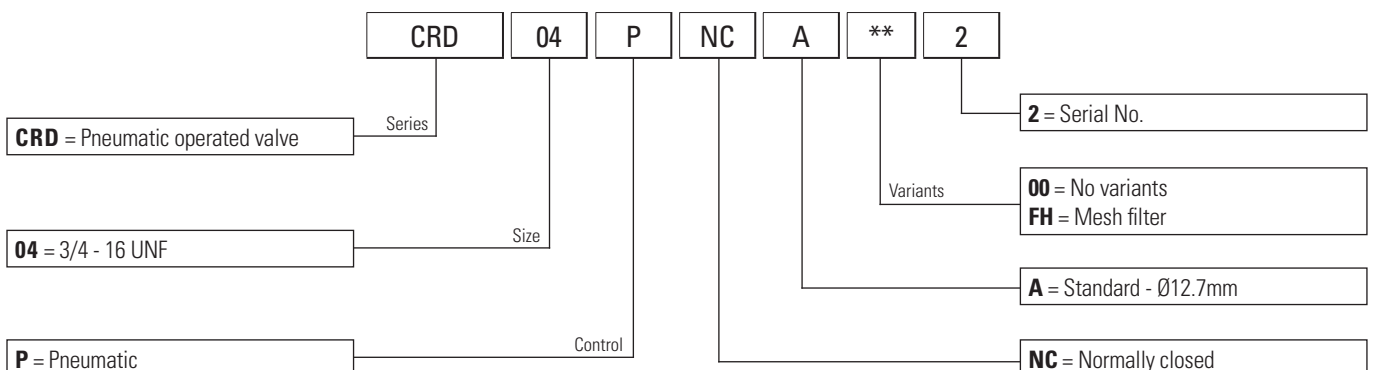 CRD 04 P NC A ** 2
2 = Serial No.
Series
CRD = Pneumatic operated valve
Variants
00 = No variants
FH = Mesh filter
Size
04 = 3/4 - 16 UNF
A = Standard - Ø12.7mm
Control
P = Pneumatic
NC = Normally closed